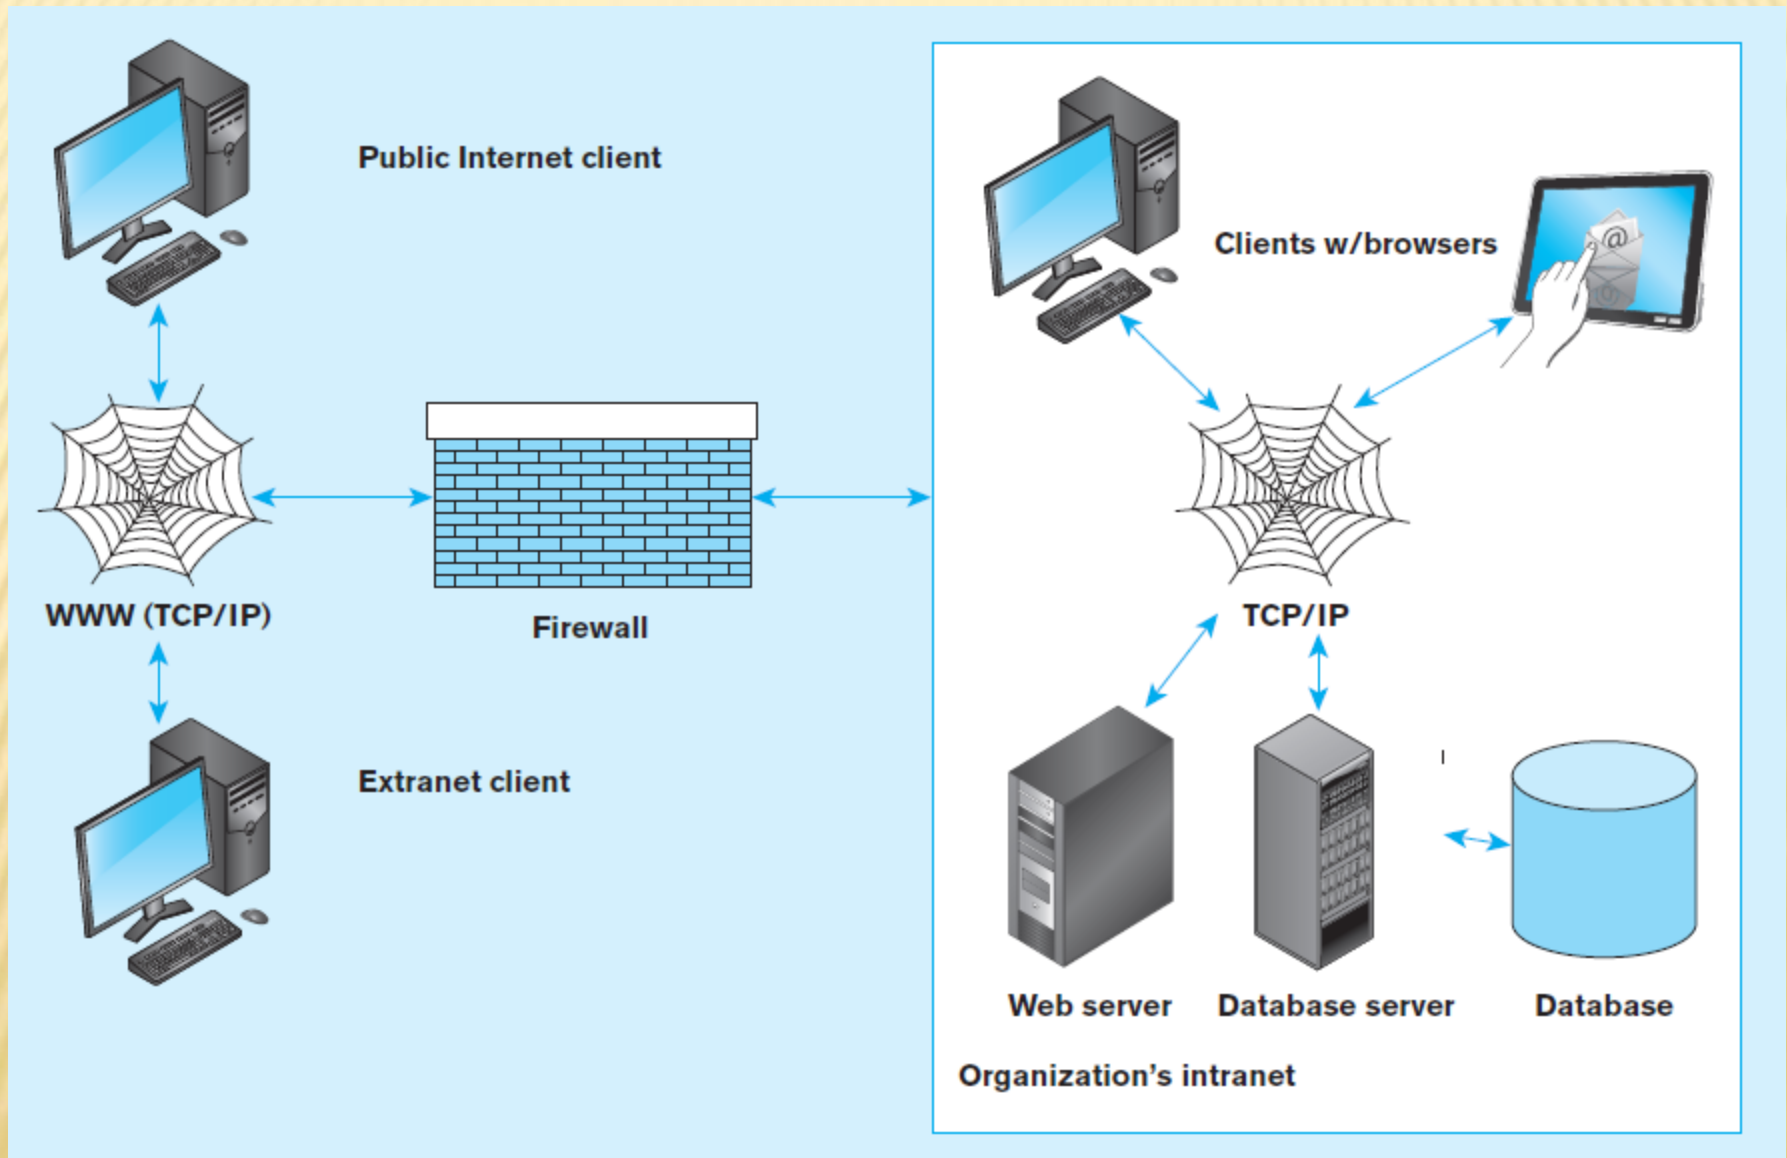 Public Internet client
Clients w/browsers
@
WWW (TCP/IP)
Firewall
TCP/IP
Extranet client
Web server
Database server
Database
Organization's intranet